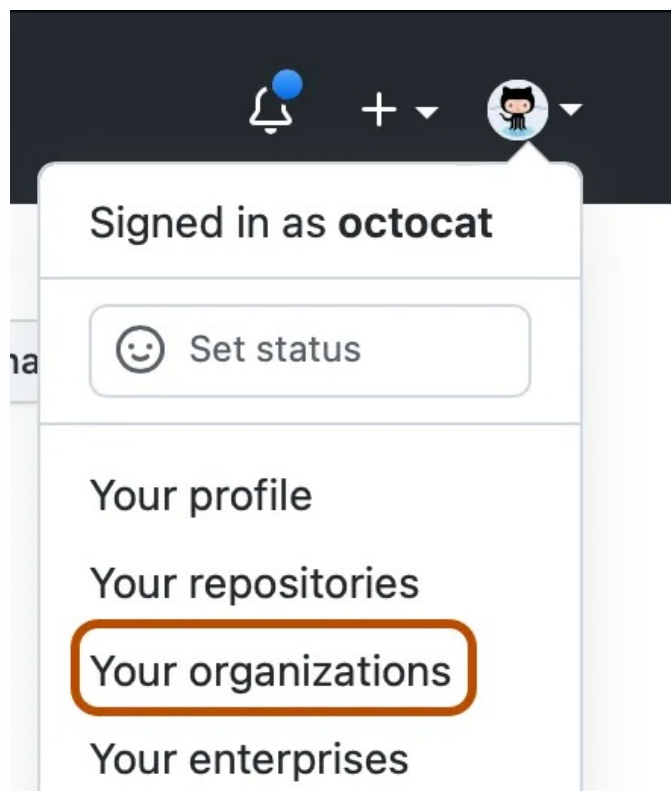 Signed in as octocat
Set status
Your profile
Your repositories
Your organizations
Your enterprises